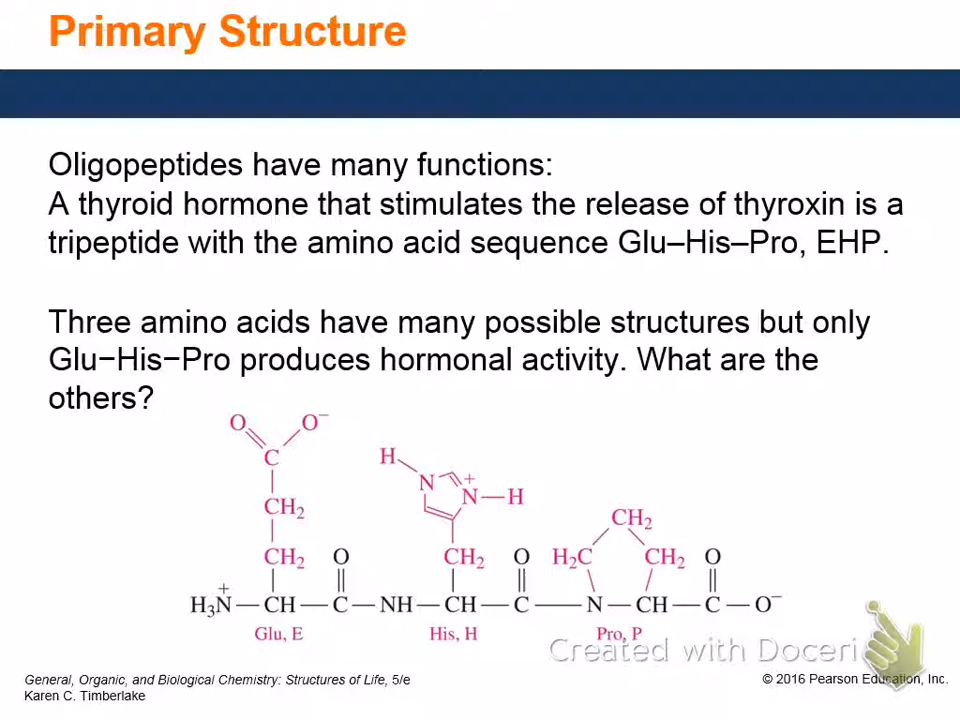 Primary Structure
Oligopeptides have many functions:
A thyroid hormone that stimulates the release of thyroxin is a
tripeptide with the amino acid sequence Glu–His–Pro, EHP.
Three amino acids have many possible structures but only
Glu−His−Pro produces hormonal activity. What are the
others?
O O⁻
H
C
N + N—H
CH₂ CH₂
CH₂ O CH₂ O H₂C CH₂ O
H₃N⁺—CH—C—NH—CH—C—N—CH—C—O⁻
Glu, E His, H Pro, P
Created with Doceri
General, Organic, and Biological Chemistry: Structures of Life, 5/e
Karen C. Timberlake
© 2016 Pearson Education, Inc.